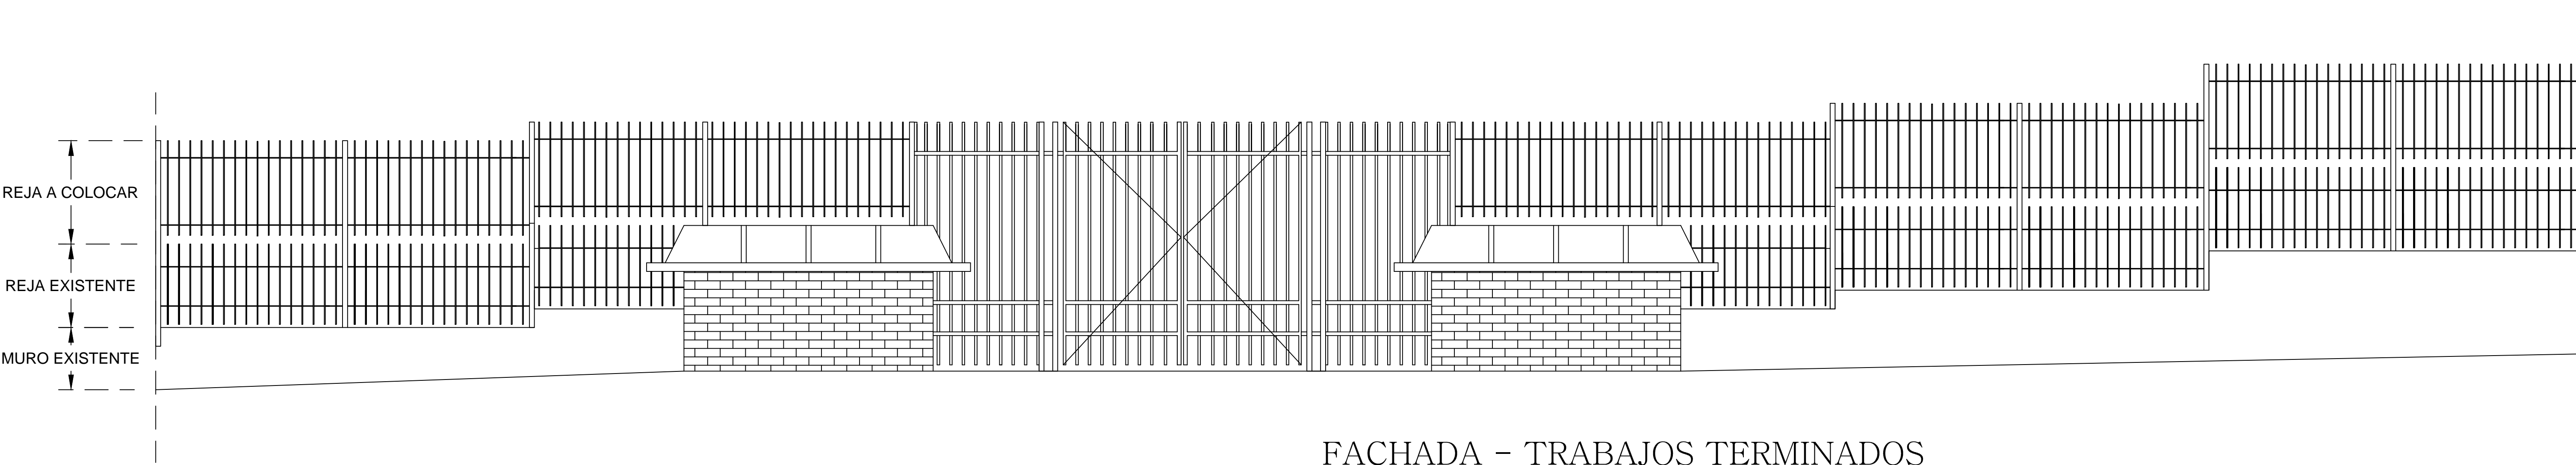 REJA A COLOCAR
REJA EXISTENTE
MURO EXISTENTE
FACHADA - TRABAJOS TERMINADOS